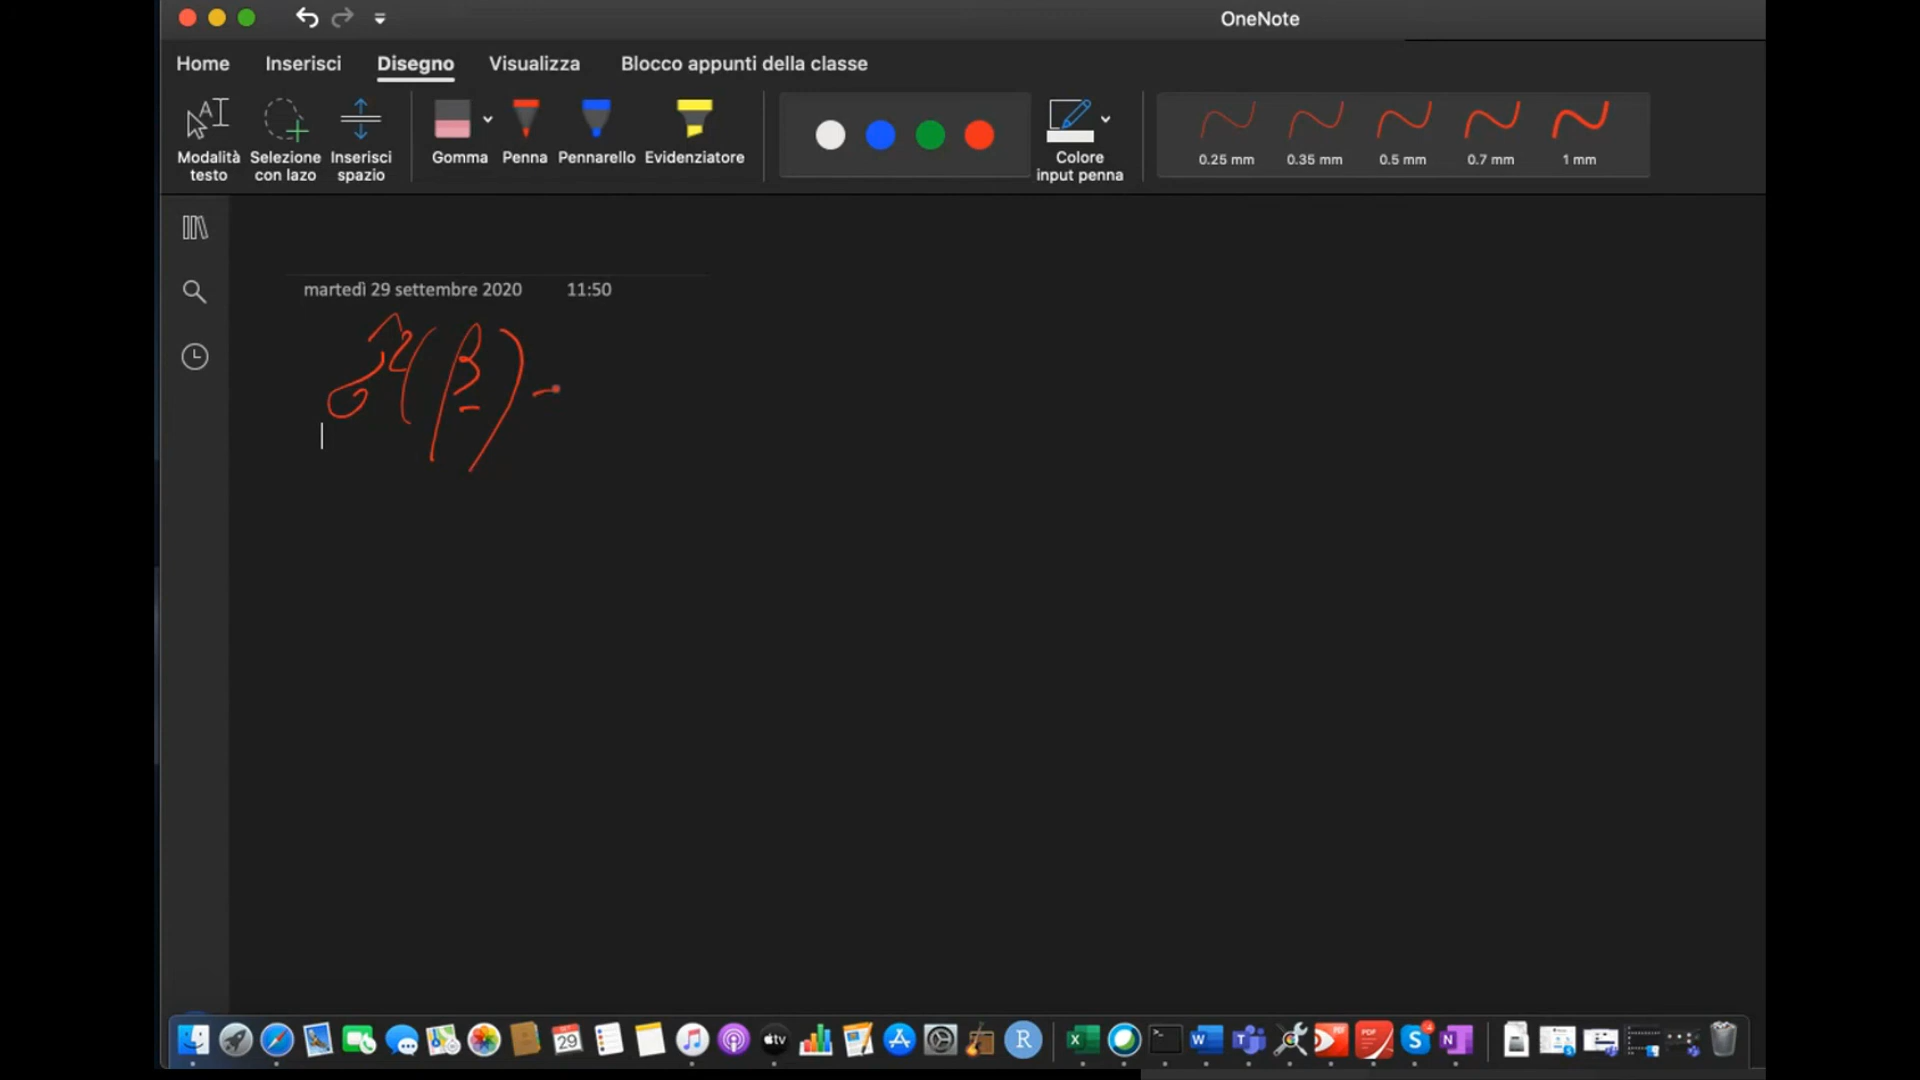 OneNote
Home Inserisci Disegno Visualizza Blocco appunti della classe
Modalità testo
Selezione con lazo
Inserisci spazio
Gomma
Penna
Pennarello
Evidenziatore
Colore input penna
0.25 mm 0.35 mm 0.5 mm 0.7 mm 1 mm
martedì 29 settembre 2020 11:50
σ̂²(β) -